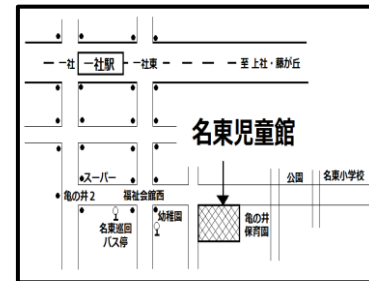 一社
一社駅
一社東
至 上社・藤が丘
名東児童館
公園
名東小学校
スーパー
亀の井2
福祉会館西
名東巡回
バス停
幼稚園
亀の井
保育園